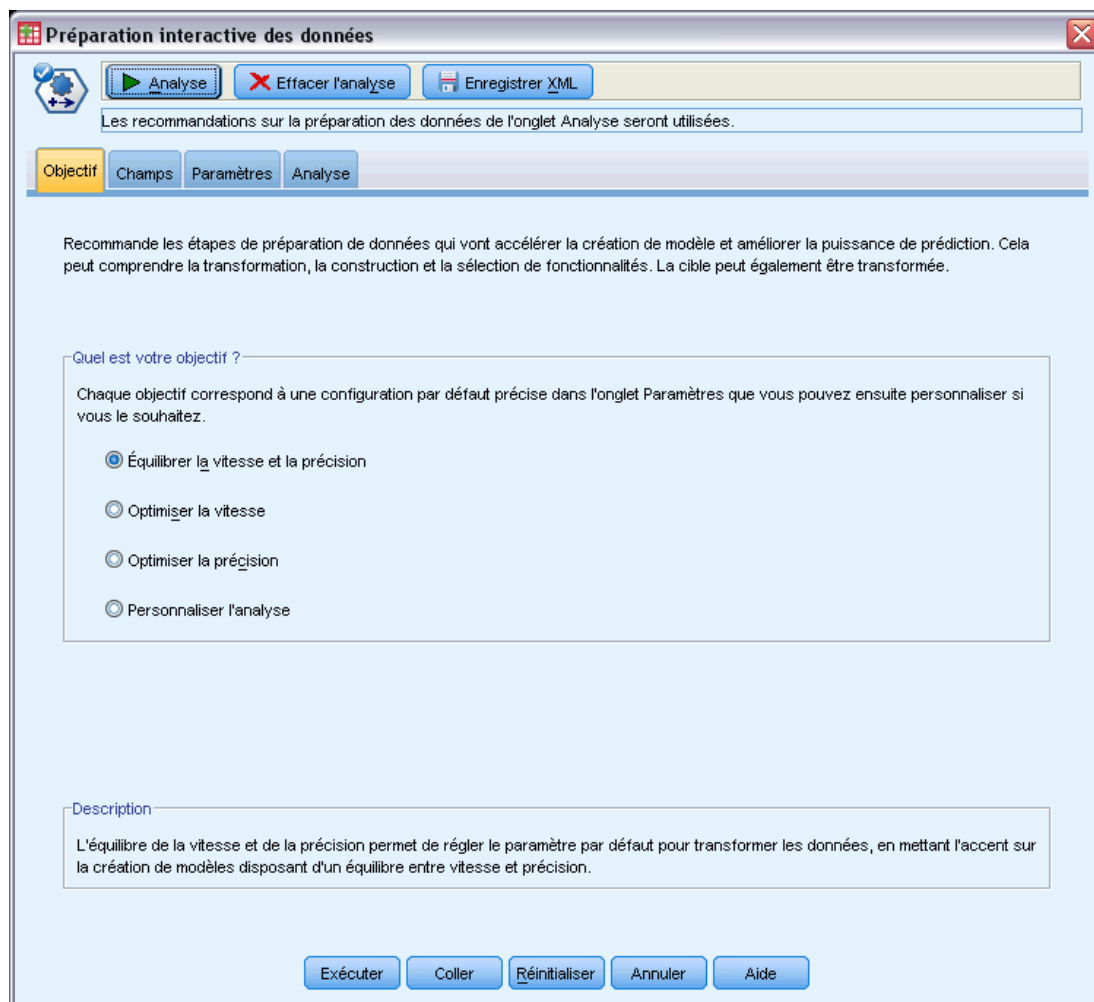 Préparation interactive des données
Analyse Effacer l'analyse Enregistrer XML
Les recommandations sur la préparation des données de l'onglet Analyse seront utilisées.
Objectif Champs Paramètres Analyse
Recommande les étapes de préparation de données qui vont accélérer la création de modèle et améliorer la puissance de prédiction. Cela
peut comprendre la transformation, la construction et la sélection de fonctionnalités. La cible peut également être transformée.
Quel est votre objectif ?
Chaque objectif correspond à une configuration par défaut précise dans l'onglet Paramètres que vous pouvez ensuite personnaliser si
vous le souhaitez.
Équilibrer la vitesse et la précision
Optimiser la vitesse
Optimiser la précision
Personnaliser l'analyse
Description
L'équilibre de la vitesse et de la précision permet de régler le paramètre par défaut pour transformer les données, en mettant l'accent sur
la création de modèles disposant d'un équilibre entre vitesse et précision.
Exécuter Coller Réinitialiser Annuler Aide